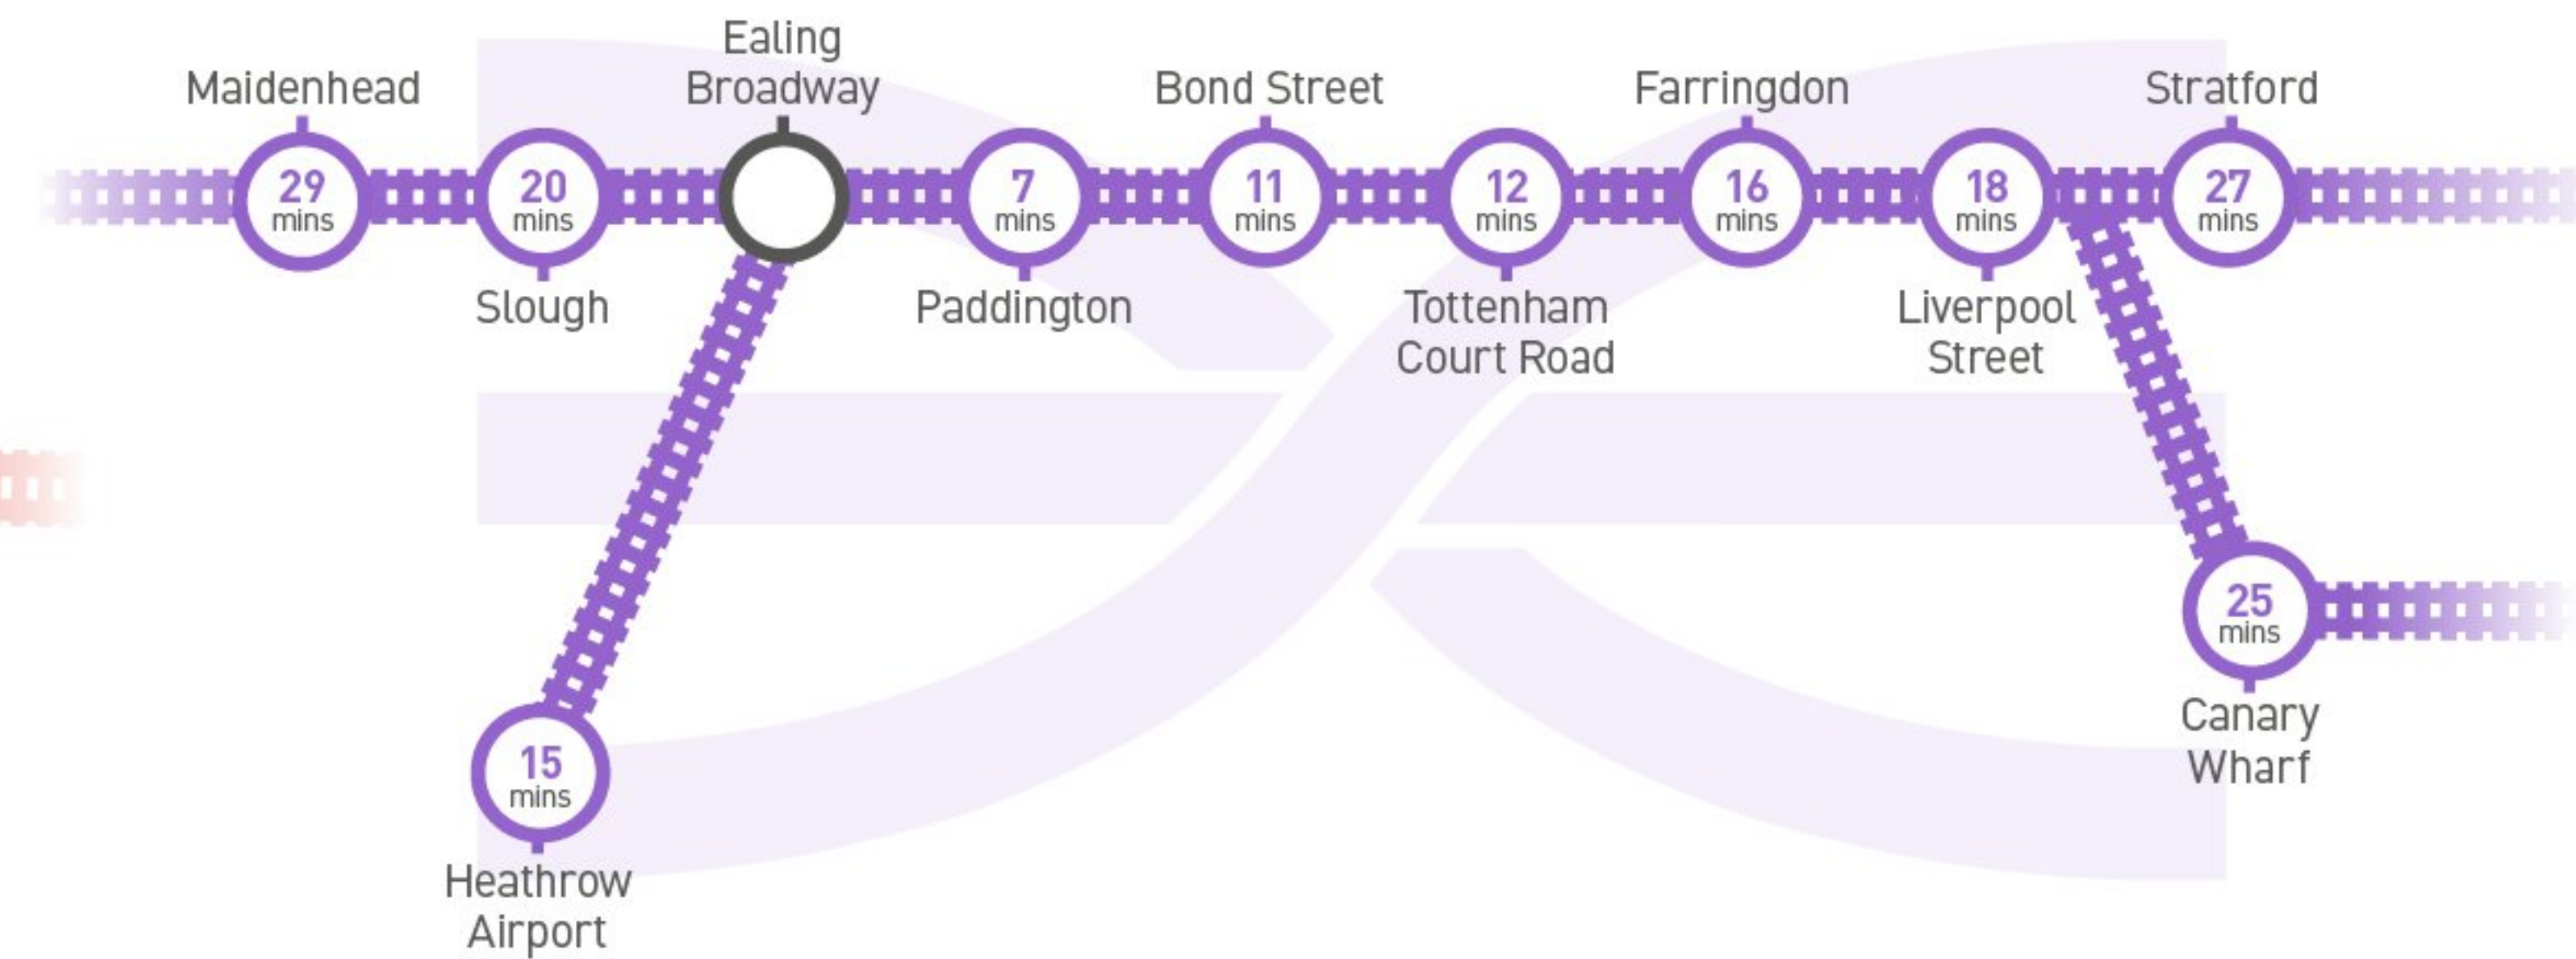 Maidenhead
29
mins
20
mins
Slough
Ealing
Broadway
7
mins
Paddington
Bond Street
11
mins
12
mins
Tottenham
Court Road
Farringdon
16
mins
18
mins
Liverpool
Street
Stratford
27
mins
25
mins
Canary
Wharf
15
mins
Heathrow
Airport